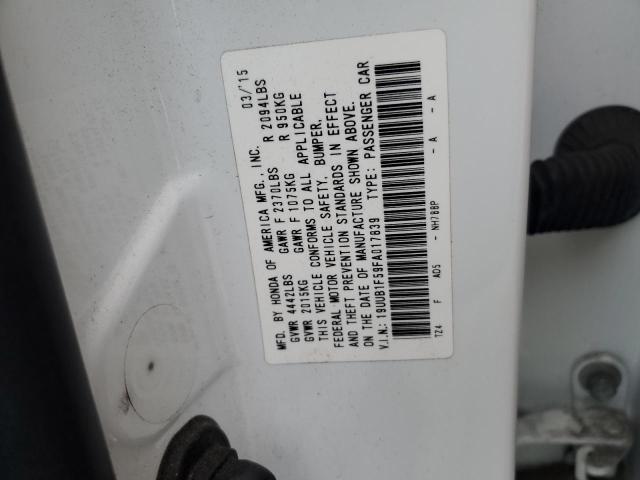 MFD. BY HONDA OF AMERICA MFG., INC. 03/'15
GVWR 4442LBS GAWR F 2370LBS R 2094LBS
GVWR 2015KG GAWR F 1075KG R 950KG
THIS VEHICLE CONFORMS TO ALL APPLICABLE
FEDERAL MOTOR VEHICLE SAFETY, BUMPER,
AND THEFT PREVENTION STANDARDS IN EFFECT
ON THE DATE OF MANUFACTURE SHOWN ABOVE.
V.I.N.: 19UUB1F59FA017839 TYPE: PASSENGER CAR
TZ4 F AD5 - NH788P - A - A